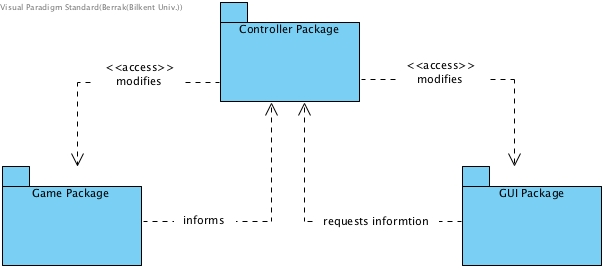 Visual Paradigm Standard(Berrak(Bilkent Univ.))
Controller Package
<<access>>
modifies
<<access>>
modifies
Game Package
GUI Package
informs
requests informtion